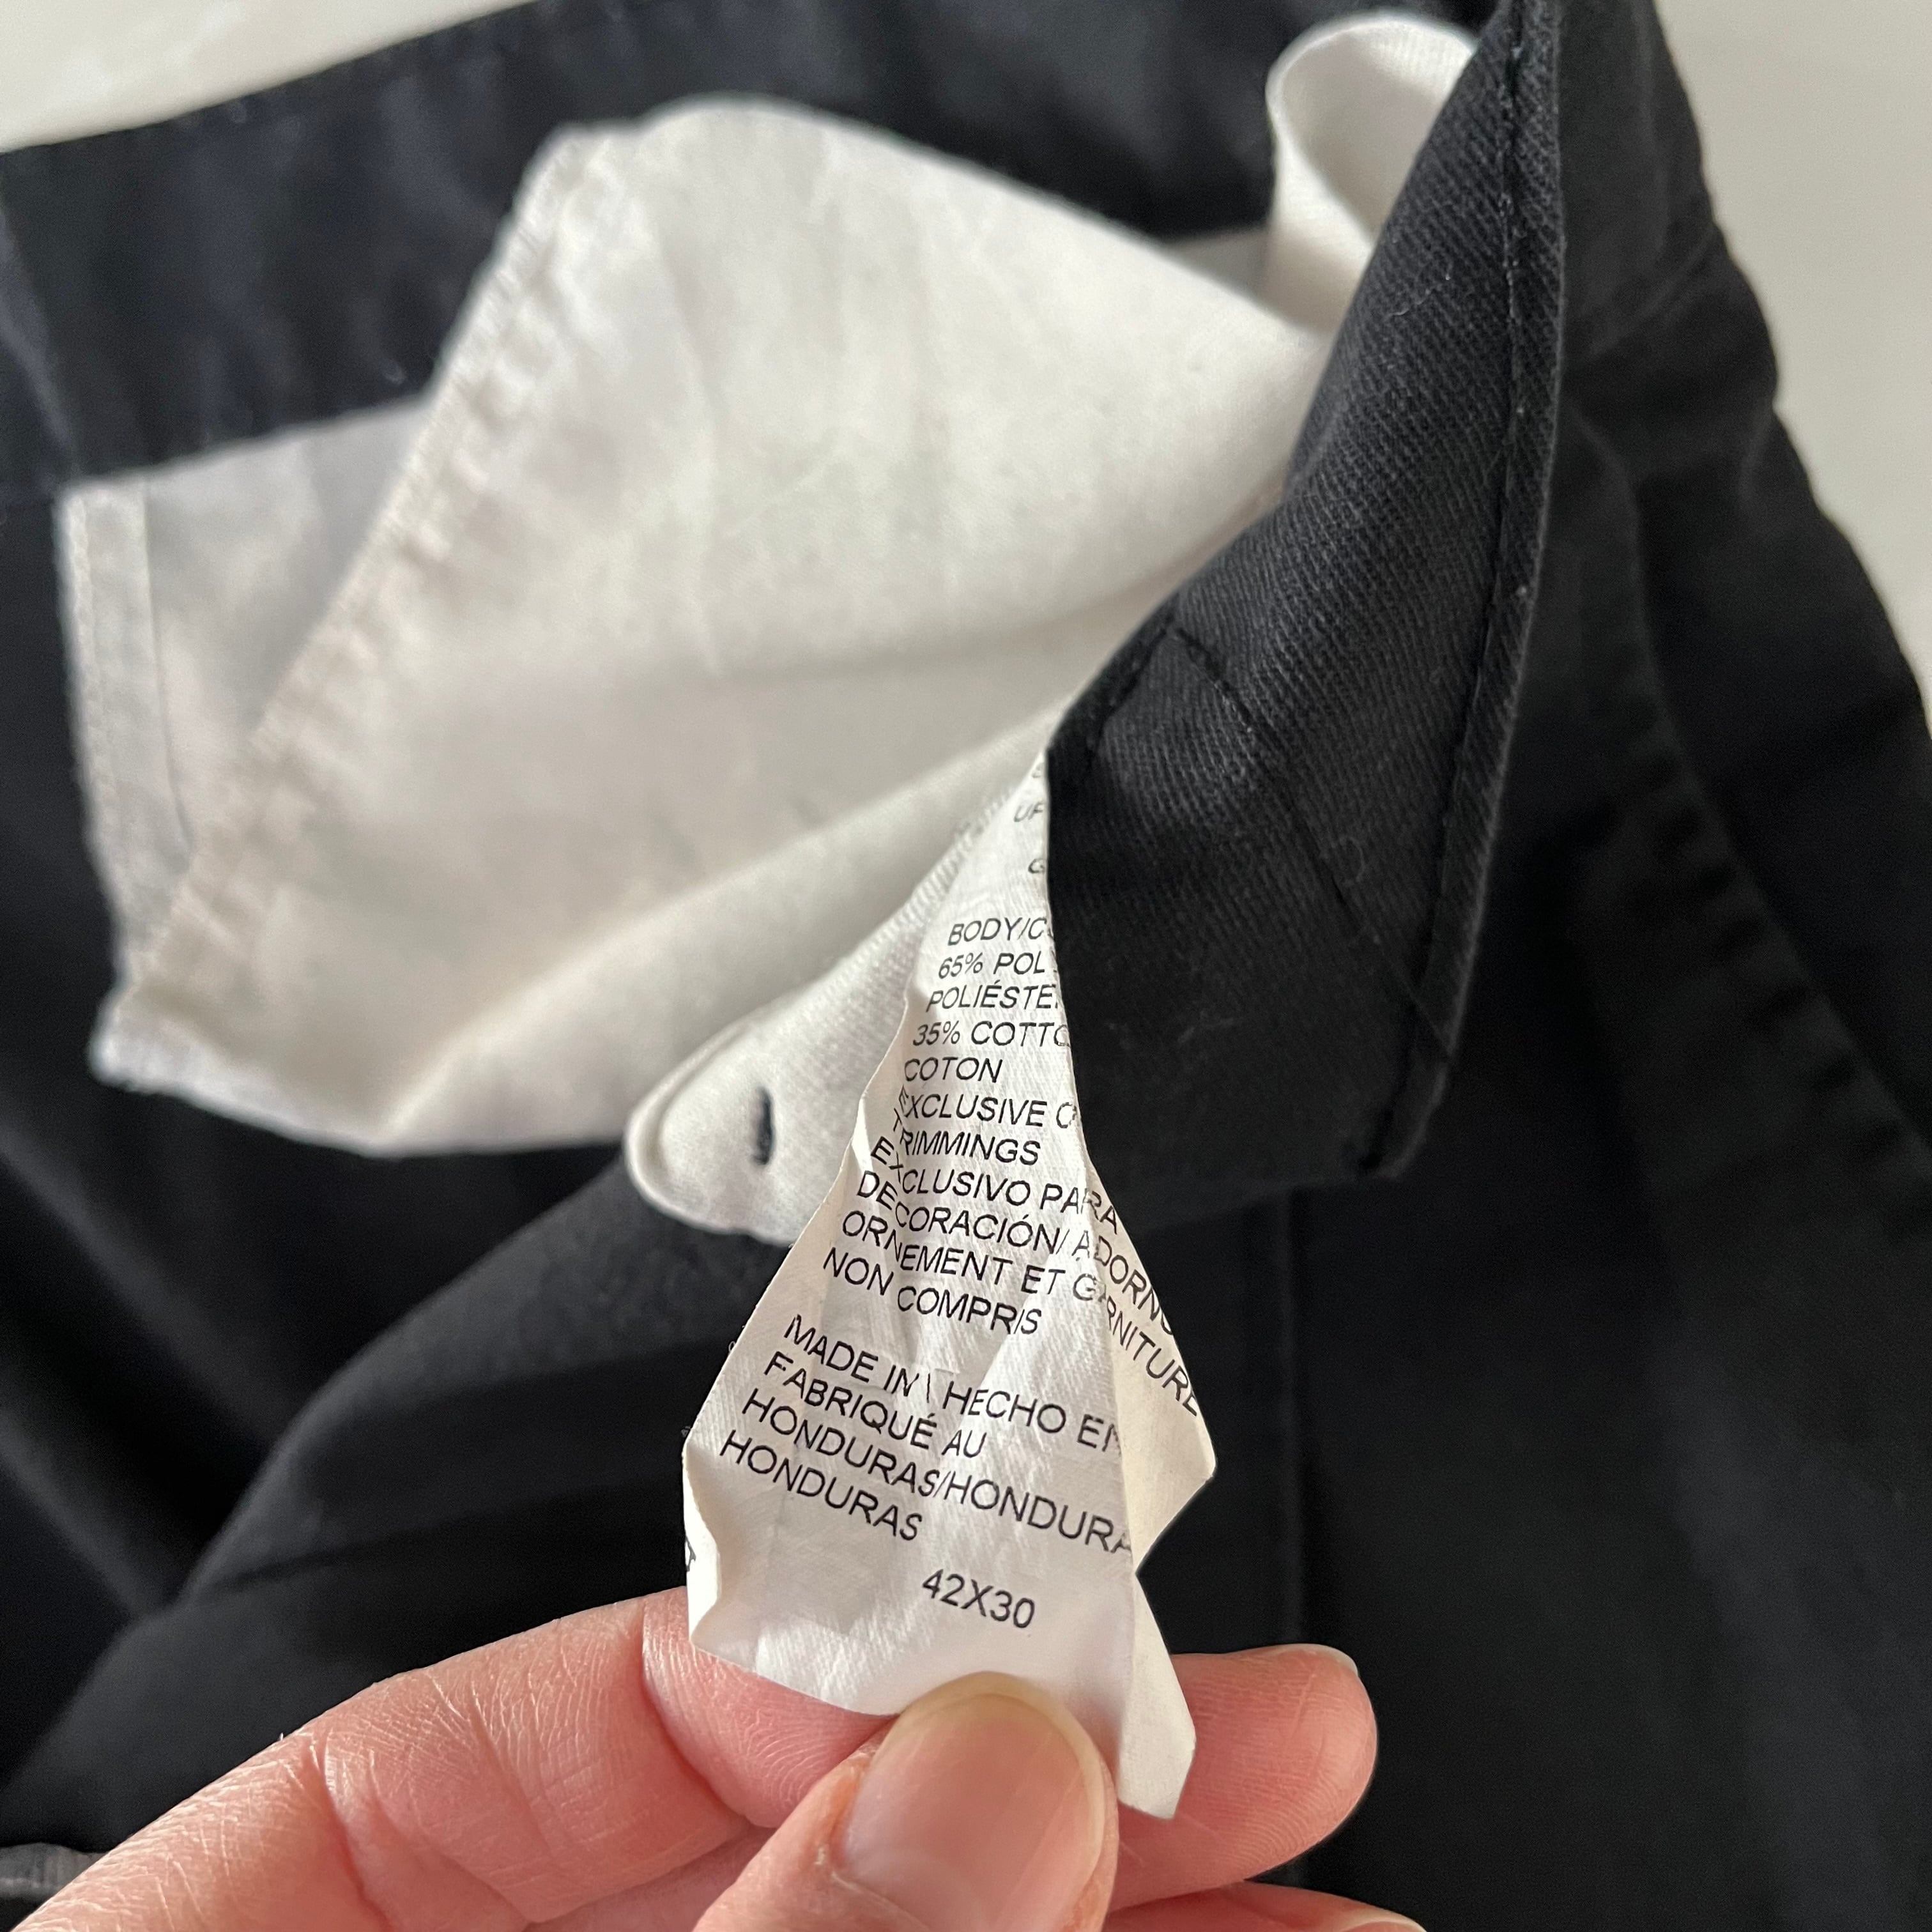 BODY/C
65% POL
POLIÉSTE
35% COTTO
COTON
EXCLUSIVE O
TRIMMINGS
EXCLUSIVO PARA
DECORACIÓN/ ADORNO
ORNEMENT ET GARNITURE
NON COMPRIS
MADE IN \ HECHO EN
FABRIQUÉ AU
HONDURAS/HONDURA
HONDURAS
42X30